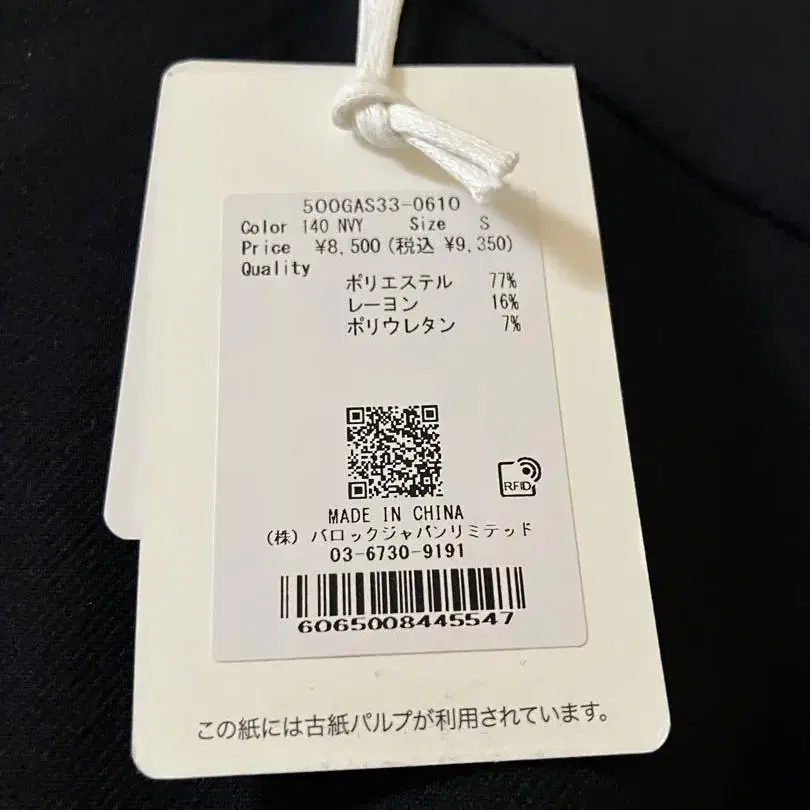 500GAS33-0610
Color 140 NVY Size S
Price ¥8,500(税込 ¥9,350)
Quality
ポリエステル 77%
レーヨン 16%
ポリウレタン 7%
RFID
MADE IN CHINA
(株) バロックジャパンリミテッド
03-6730-9191
6065008445547
この紙には古紙パルプが利用されています。